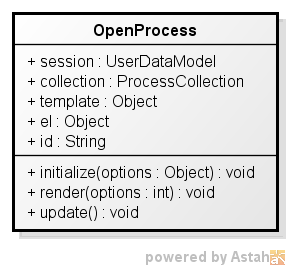 OpenProcess
+ session : UserDataModel
+ collection : ProcessCollection
+ template : Object
+ el : Object
+ id : String
+ initialize(options : Object) : void
+ render(options : int) : void
+ update() : void
powered by Astah